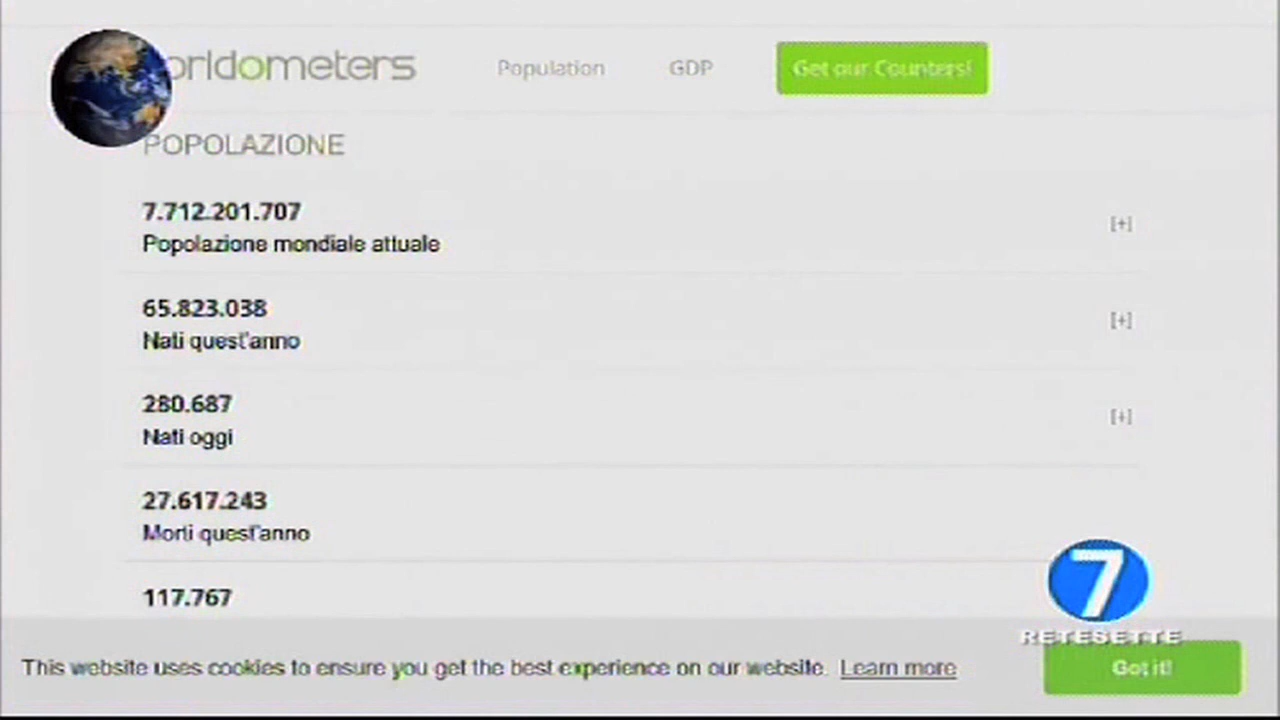 worldometers Population GDP Get our Counters!
POPOLAZIONE
7.712.201.707
Popolazione mondiale attuale
[+]
65.823.038
Nati quest'anno
[+]
280.687
Nati oggi
[+]
27.617.243
Morti quest'anno
117.767
7
RETESETTE
This website uses cookies to ensure you get the best experience on our website. Learn more
Got it!